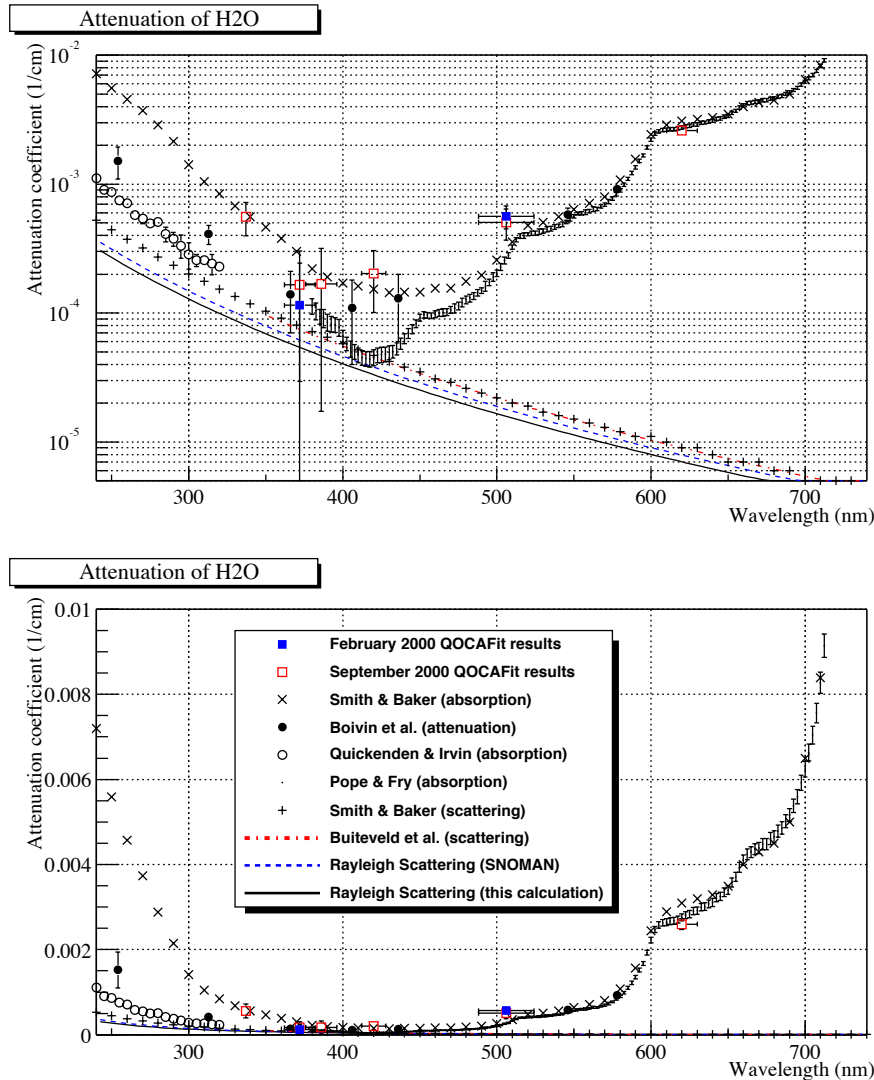 Attenuation of H2O
Attenuation coefficient (1/cm)
10-2
10-3
10-4
10-5
300 400 500 600 700
Wavelength (nm)
Attenuation of H2O
Attenuation coefficient (1/cm)
0.01
0.008
0.006
0.004
0.002
0
February 2000 QOCAFit results
September 2000 QOCAFit results
Smith & Baker (absorption)
Boivin et al. (attenuation)
Quickenden & Irvin (absorption)
Pope & Fry (absorption)
Smith & Baker (scattering)
Buiteveld et al. (scattering)
Rayleigh Scattering (SNOMAN)
Rayleigh Scattering (this calculation)
300 400 500 600 700
Wavelength (nm)